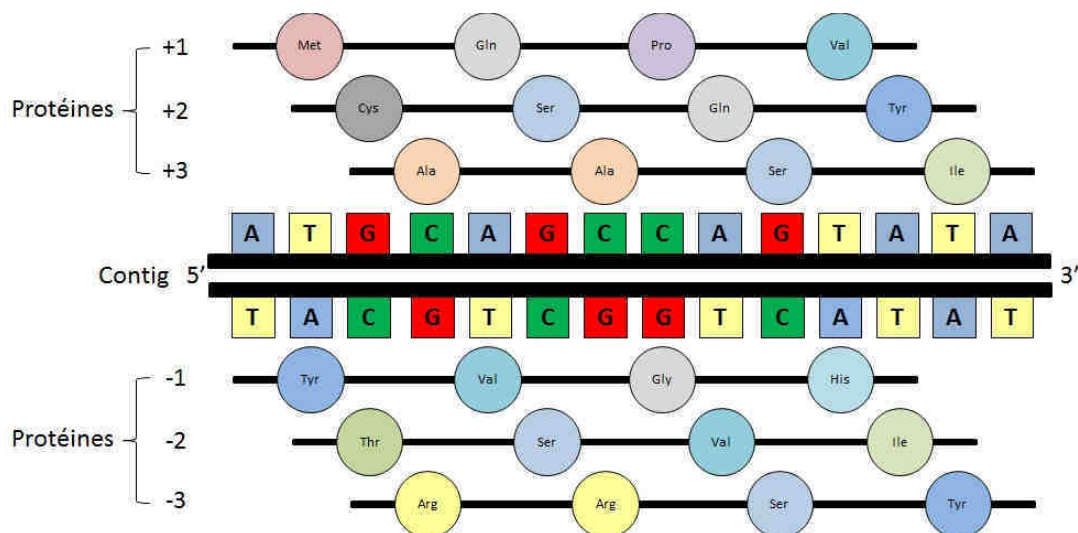 +1 Met Gln Pro Val
Protéines +2 Cys Ser Gln Tyr
+3 Ala Ala Ser Ile
A T G C A G C C A G T A T A
Contig 5’ 3’
T A C G T C G G T C A T A T
-1 Tyr Val Gly His
Protéines -2 Thr Ser Val Ile
-3 Arg Arg Ser Tyr